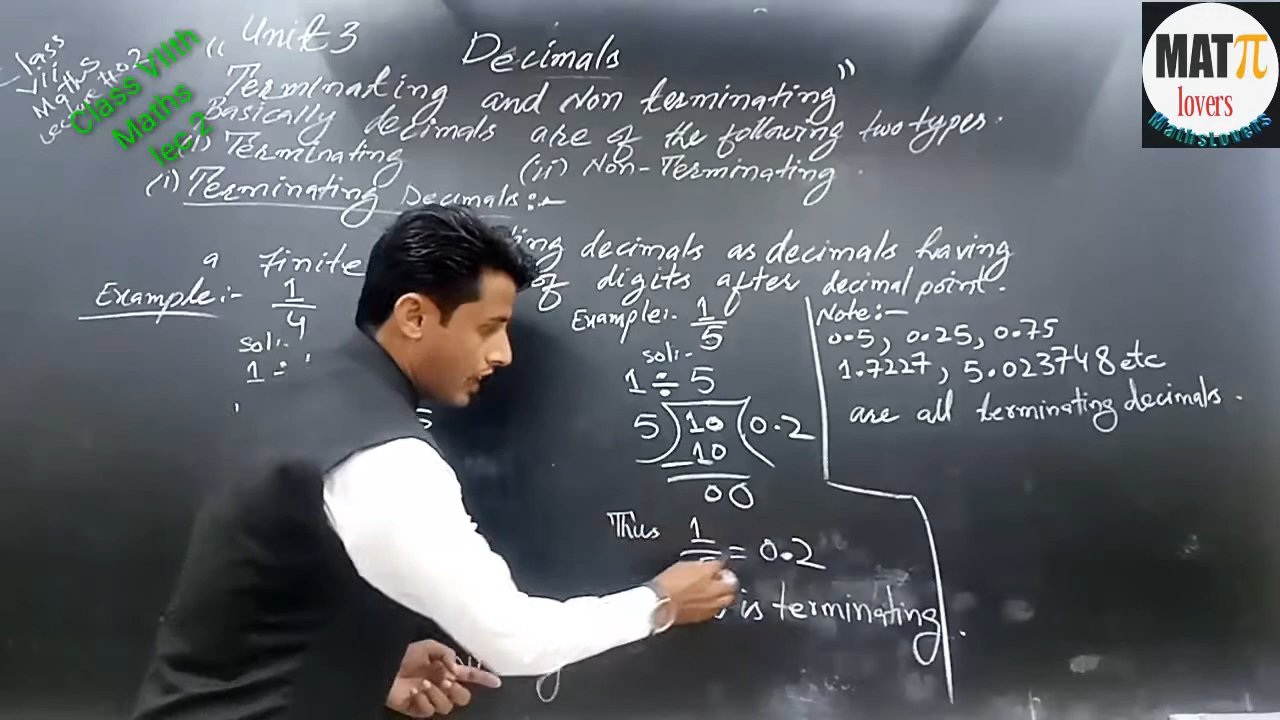 Unit 3
Decimals
Class
VII
Maths
Lecture # 02
Class VIIth
Maths
lec 2
"Terminating and Non terminating"
Basically decimals are of the following two types.
(i) Terminating
(ii) Non-Terminating.
(i) Terminating Decimals:-
decimals as decimals having
a finite
of digits after decimal point.
Example:- 1/4
sol:-
1 ÷
Example:- 1/5
sol:-
1 ÷ 5
5)10(0.2
10
00
Thus 1/ = 0.2
is terminating.
Note:-
0.5, 0.25, 0.75
1.7227, 5.023748 etc
are all terminating decimals.
MATπ
lovers
MathsLovers